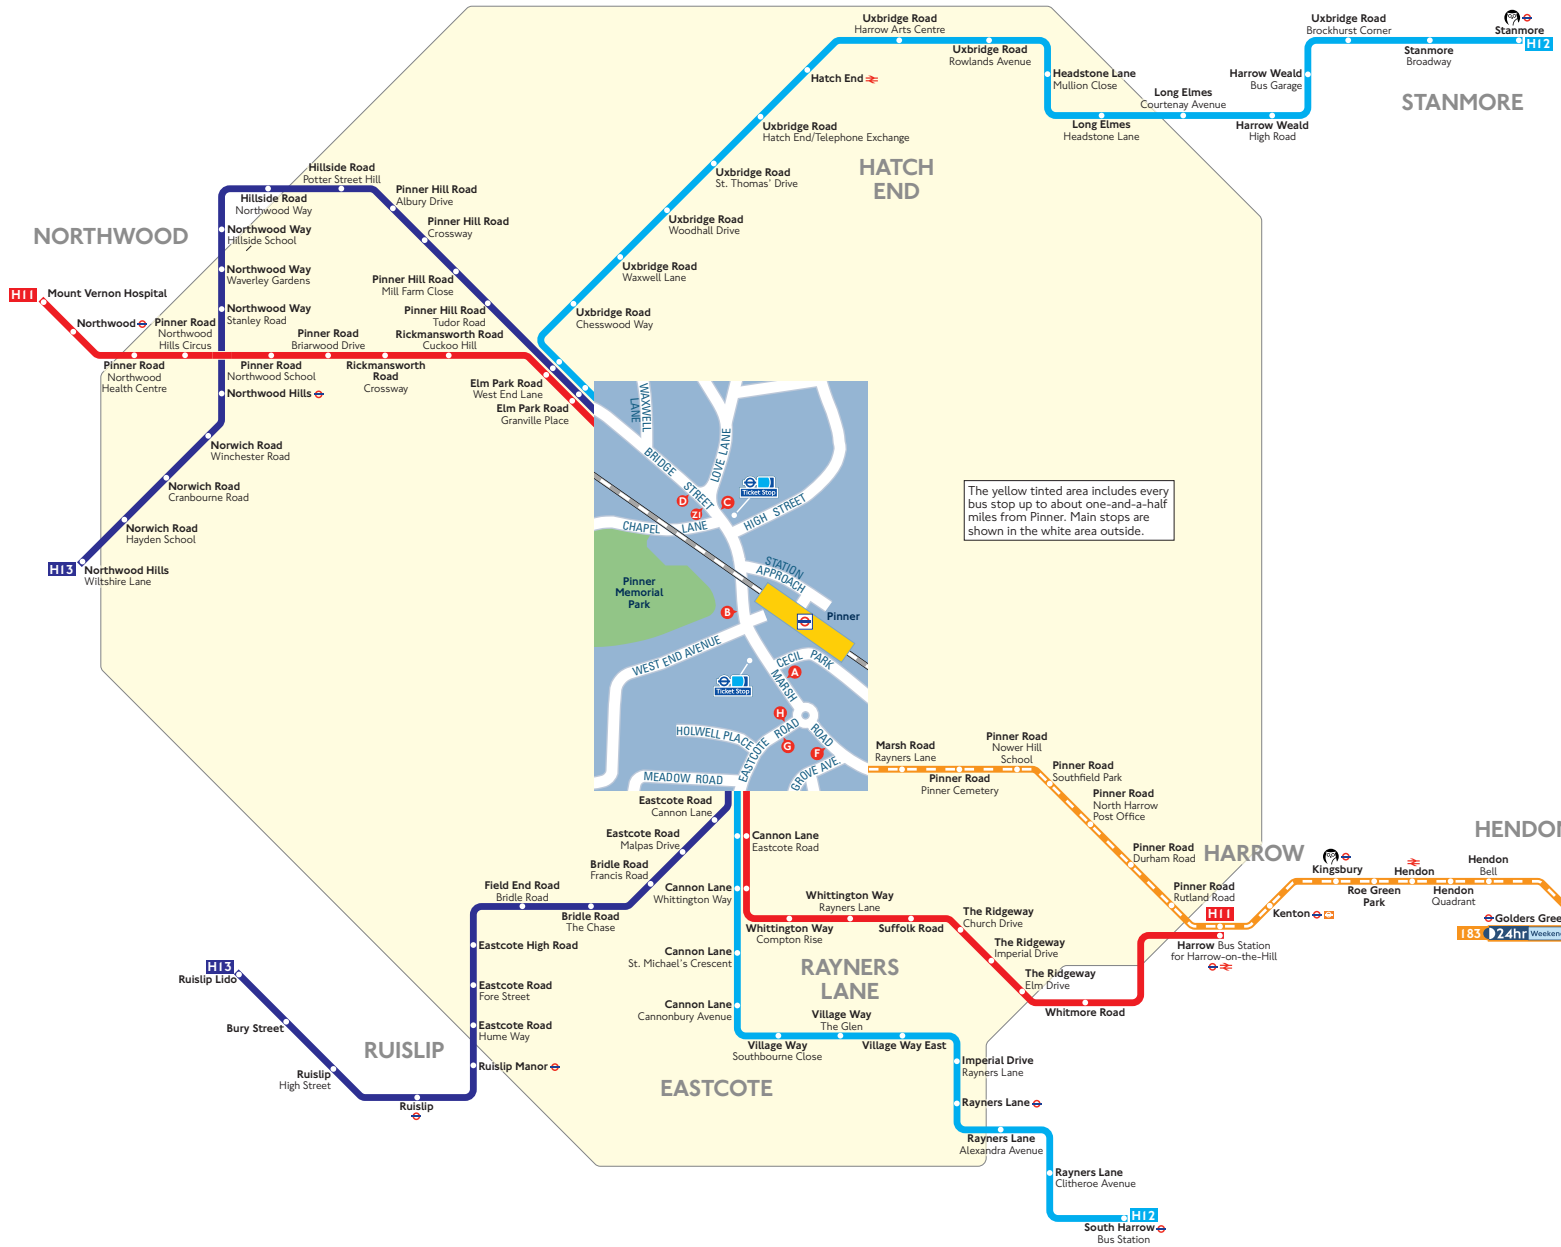 Uxbridge Road
Harrow Arts Centre
Uxbridge Road
Rowlands Avenue
Uxbridge Road
Brockhurst Corner
Stanmore
H12
Stanmore
Broadway
Hatch End
Headstone Lane
Mullion Close
Harrow Weald
Bus Garage
Long Elmes
Courtenay Avenue
STANMORE
Long Elmes
Headstone Lane
Harrow Weald
High Road
Uxbridge Road
Hatch End/Telephone Exchange
HATCH
END
Uxbridge Road
St. Thomas' Drive
Uxbridge Road
Woodhall Drive
Uxbridge Road
Waxwell Lane
Uxbridge Road
Chesswood Way
Hillside Road
Potter Street Hill
Hillside Road
Northwood Way
Pinner Hill Road
Albury Drive
Pinner Hill Road
Crossway
NORTHWOOD
Northwood Way
Hillside School
Northwood Way
Waverley Gardens
Pinner Hill Road
Mill Farm Close
H11
Mount Vernon Hospital
Northwood Way
Stanley Road
Pinner Hill Road
Tudor Road
Northwood
Pinner Road
Northwood
Hills Circus
Pinner Road
Briarwood Drive
Rickmansworth Road
Cuckoo Hill
Pinner Road
Northwood
Health Centre
Pinner Road
Northwood School
Rickmansworth
Road
Crossway
Northwood Hills
Elm Park Road
West End Lane
Elm Park Road
Granville Place
Norwich Road
Winchester Road
Norwich Road
Cranbourne Road
Norwich Road
Hayden School
H13
Northwood Hills
Wiltshire Lane
WAXWELL
LANE
BRIDGE
STREET
LOVE LANE
D
C
Z1
Ticket Stop
HIGH STREET
CHAPEL LANE
STATION
APPROACH
Pinner
Memorial
Park
B
Pinner
WEST END AVENUE
CECIL PARK
A
Ticket Stop
MARSH
ROAD
H
HOLWELL PLACE
G
EASTCOTE ROAD
F
MEADOW ROAD
GROVE AVE.
The yellow tinted area includes every
bus stop up to about one-and-a-half
miles from Pinner. Main stops are
shown in the white area outside.
Marsh Road
Rayners Lane
Pinner Road
Nower Hill
School
Pinner Road
Pinner Cemetery
Pinner Road
Southfield Park
Pinner Road
North Harrow
Post Office
Pinner Road
Durham Road
HARROW
HENDON
Pinner Road
Rutland Road
Kingsbury
Hendon
Hendon
Bell
Roe Green
Park
Hendon
Quadrant
Kenton
Golders Gree
183
24hr
Weeken
H11
Harrow Bus Station
for Harrow-on-the-Hill
Eastcote Road
Cannon Lane
Eastcote Road
Malpas Drive
Bridle Road
Francis Road
Field End Road
Bridle Road
Bridle Road
The Chase
Eastcote High Road
Eastcote Road
Fore Street
Eastcote Road
Hume Way
Ruislip Manor
H13
Ruislip Lido
Bury Street
RUISLIP
Ruislip
High Street
Ruislip
Cannon Lane
Eastcote Road
Cannon Lane
Whittington Way
Whittington Way
Rayners Lane
Whittington Way
Compton Rise
Suffolk Road
The Ridgeway
Church Drive
The Ridgeway
Imperial Drive
The Ridgeway
Elm Drive
Whitmore Road
Cannon Lane
St. Michael's Crescent
RAYNERS
LANE
Cannon Lane
Cannonbury Avenue
Village Way
The Glen
Village Way
Southbourne Close
Village Way East
EASTCOTE
Imperial Drive
Rayners Lane
Rayners Lane
Rayners Lane
Alexandra Avenue
Rayners Lane
Clitheroe Avenue
H12
South Harrow
Bus Station